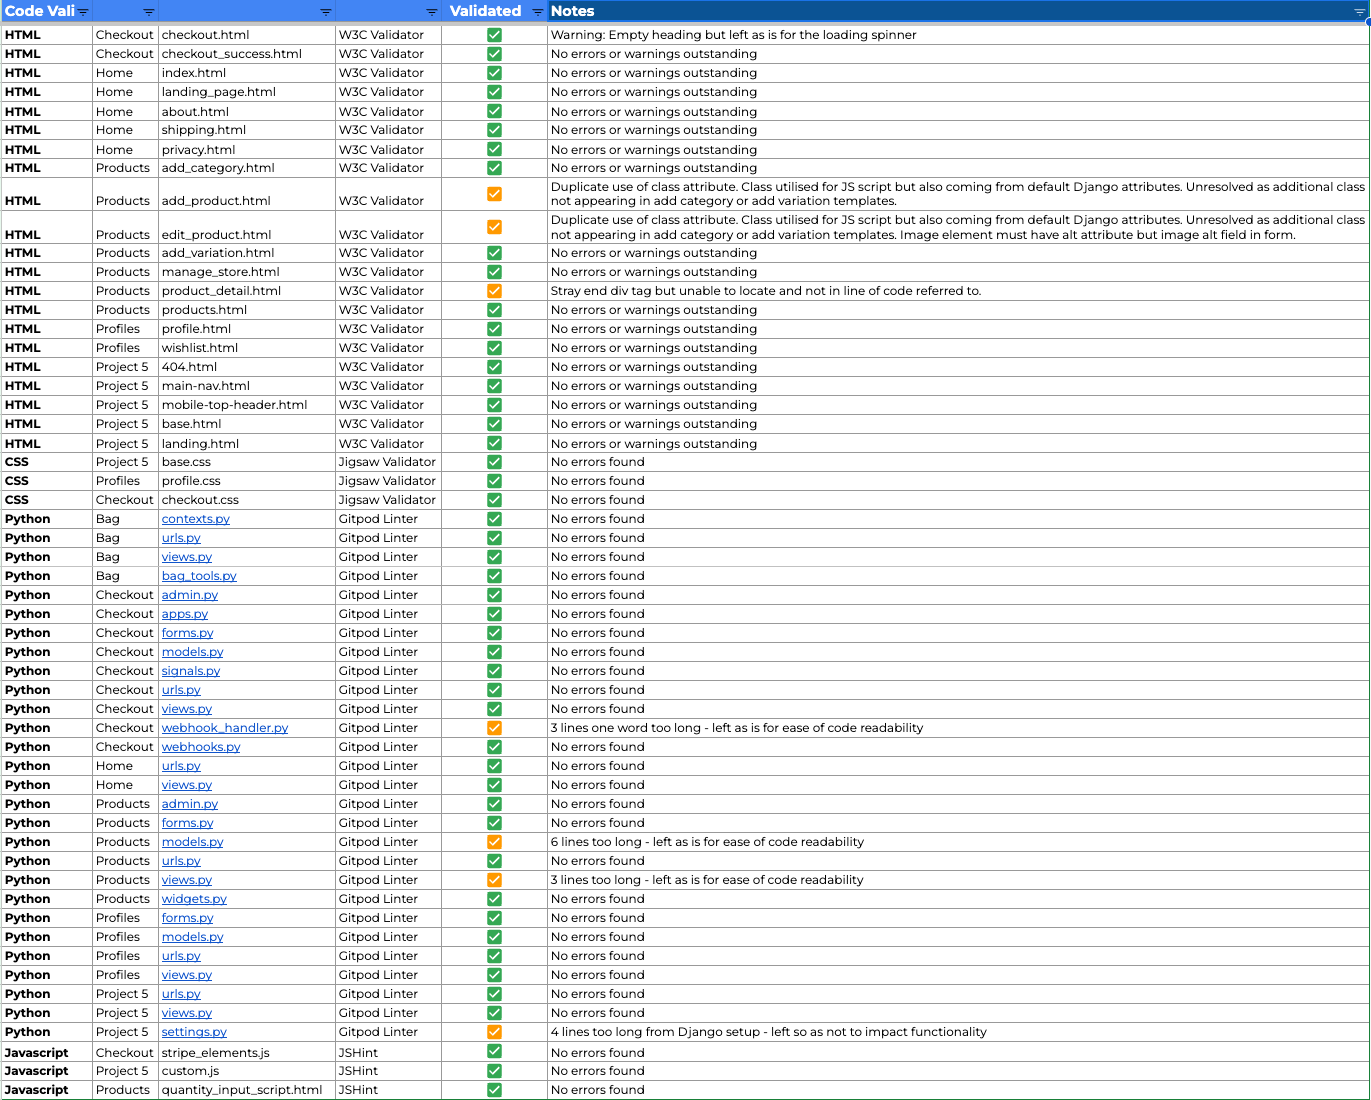 Code Vali Validated Notes
HTML Checkout checkout.html W3C Validator Warning: Empty heading but left as is for the loading spinner
HTML Checkout checkout_success.html W3C Validator No errors or warnings outstanding
HTML Home index.html W3C Validator No errors or warnings outstanding
HTML Home landing_page.html W3C Validator No errors or warnings outstanding
HTML Home about.html W3C Validator No errors or warnings outstanding
HTML Home shipping.html W3C Validator No errors or warnings outstanding
HTML Home privacy.html W3C Validator No errors or warnings outstanding
HTML Products add_category.html W3C Validator No errors or warnings outstanding
Duplicate use of class attribute. Class utilised for JS script but also coming from default Django attributes. Unresolved as additional class
HTML Products add_product.html W3C Validator not appearing in add category or add variation templates.
Duplicate use of class attribute. Class utilised for JS script but also coming from default Django attributes. Unresolved as additional class
HTML Products edit_product.html W3C Validator not appearing in add category or add variation templates. Image element must have alt attribute but image alt field in form.
HTML Products add_variation.html W3C Validator No errors or warnings outstanding
HTML Products manage_store.html W3C Validator No errors or warnings outstanding
HTML Products product_detail.html W3C Validator Stray end div tag but unable to locate and not in line of code referred to.
HTML Products products.html W3C Validator No errors or warnings outstanding
HTML Profiles profile.html W3C Validator No errors or warnings outstanding
HTML Profiles wishlist.html W3C Validator No errors or warnings outstanding
HTML Project 5 404.html W3C Validator No errors or warnings outstanding
HTML Project 5 main-nav.html W3C Validator No errors or warnings outstanding
HTML Project 5 mobile-top-header.html W3C Validator No errors or warnings outstanding
HTML Project 5 base.html W3C Validator No errors or warnings outstanding
HTML Project 5 landing.html W3C Validator No errors or warnings outstanding
CSS Project 5 base.css Jigsaw Validator No errors found
CSS Profiles profile.css Jigsaw Validator No errors found
CSS Checkout checkout.css Jigsaw Validator No errors found
Python Bag contexts.py Gitpod Linter No errors found
Python Bag urls.py Gitpod Linter No errors found
Python Bag views.py Gitpod Linter No errors found
Python Bag bag_tools.py Gitpod Linter No errors found
Python Checkout admin.py Gitpod Linter No errors found
Python Checkout apps.py Gitpod Linter No errors found
Python Checkout forms.py Gitpod Linter No errors found
Python Checkout models.py Gitpod Linter No errors found
Python Checkout signals.py Gitpod Linter No errors found
Python Checkout urls.py Gitpod Linter No errors found
Python Checkout views.py Gitpod Linter No errors found
Python Checkout webhook_handler.py Gitpod Linter 3 lines one word too long - left as is for ease of code readability
Python Checkout webhooks.py Gitpod Linter No errors found
Python Home urls.py Gitpod Linter No errors found
Python Home views.py Gitpod Linter No errors found
Python Products admin.py Gitpod Linter No errors found
Python Products forms.py Gitpod Linter No errors found
Python Products models.py Gitpod Linter 6 lines too long - left as is for ease of code readability
Python Products urls.py Gitpod Linter No errors found
Python Products views.py Gitpod Linter 3 lines too long - left as is for ease of code readability
Python Products widgets.py Gitpod Linter No errors found
Python Profiles forms.py Gitpod Linter No errors found
Python Profiles models.py Gitpod Linter No errors found
Python Profiles urls.py Gitpod Linter No errors found
Python Profiles views.py Gitpod Linter No errors found
Python Project 5 urls.py Gitpod Linter No errors found
Python Project 5 views.py Gitpod Linter No errors found
Python Project 5 settings.py Gitpod Linter 4 lines too long from Django setup - left so as not to impact functionality
Javascript Checkout stripe_elements.js JSHint No errors found
Javascript Project 5 custom.js JSHint No errors found
Javascript Products quantity_input_script.html JSHint No errors found